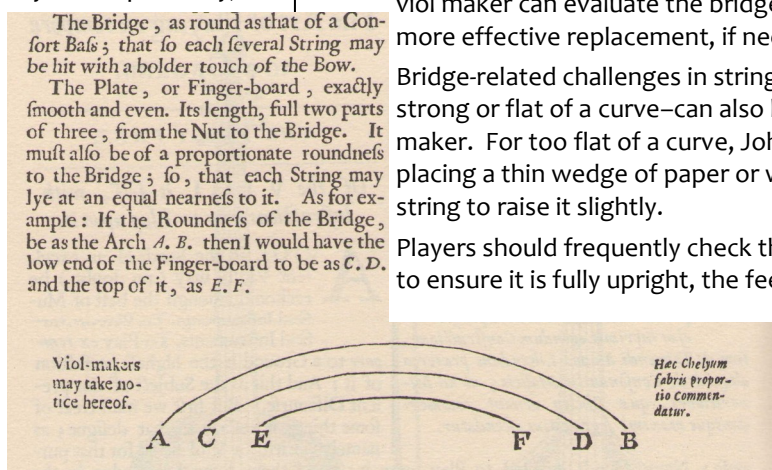 The Bridge, as round as that of a Con-
ſort Baſs; that ſo each ſeveral String may
be hit with a bolder touch of the Bow.
The Plate, or Finger-board, exactly
ſmooth and even. Its length, full two parts
of three, from the Nut to the Bridge. It
muſt alſo be of a proportionate roundneſs
to the Bridge; ſo, that each String may
lye at an equal nearneſs to it. As for ex-
ample: If the Roundneſs of the Bridge,
be as the Arch A. B. then I would have the
low end of the Finger-board to be as C. D.
and the top of it, as E. F.
viol maker can evaluate the bridge
more effective replacement, if
Bridge-related challenges in
strong or flat of a curve–can also
maker. For too flat of a curve,
placing a thin wedge of paper or
string to raise it slightly.
Players should frequently check
to ensure it is fully upright, the
Viol-makers
may take no-
tice hereof.
Hæc Chelyum
fabris propor-
tio Commen-
datur.
A C E F D B